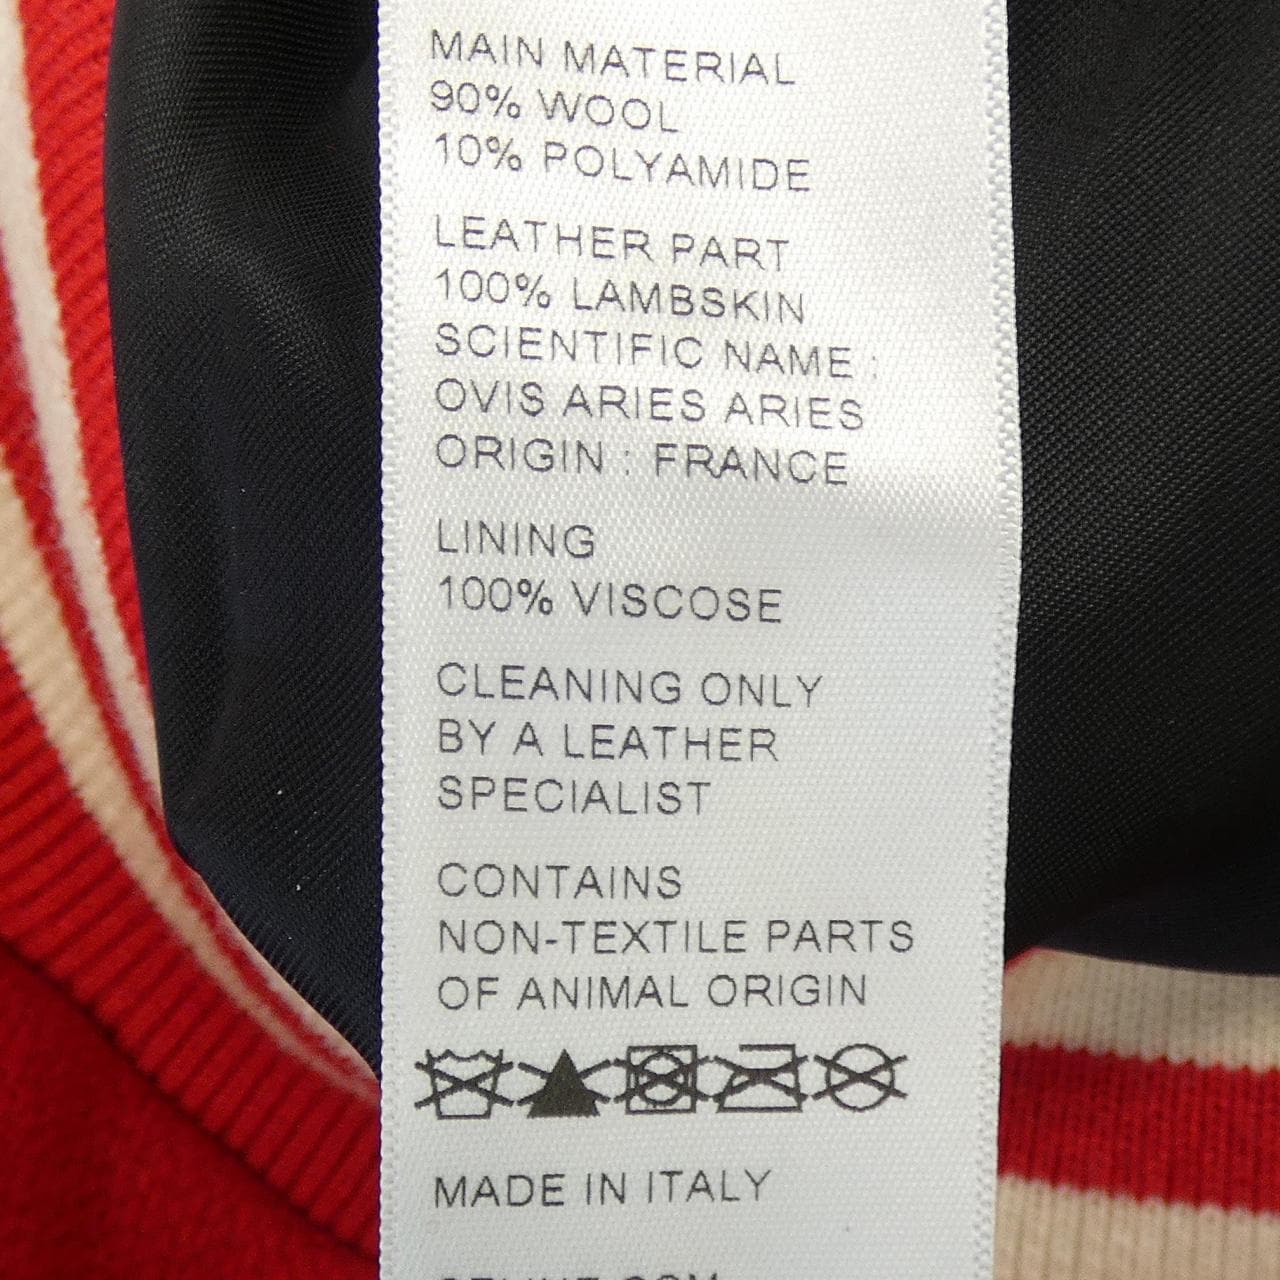 MAIN MATERIAL
90% WOOL
10% POLYAMIDE
LEATHER PART
100% LAMBSKIN
SCIENTIFIC NAME :
OVIS ARIES ARIES
ORIGIN : FRANCE
LINING
100% VISCOSE
CLEANING ONLY
BY A LEATHER
SPECIALIST
CONTAINS
NON-TEXTILE PARTS
OF ANIMAL ORIGIN
MADE IN ITALY